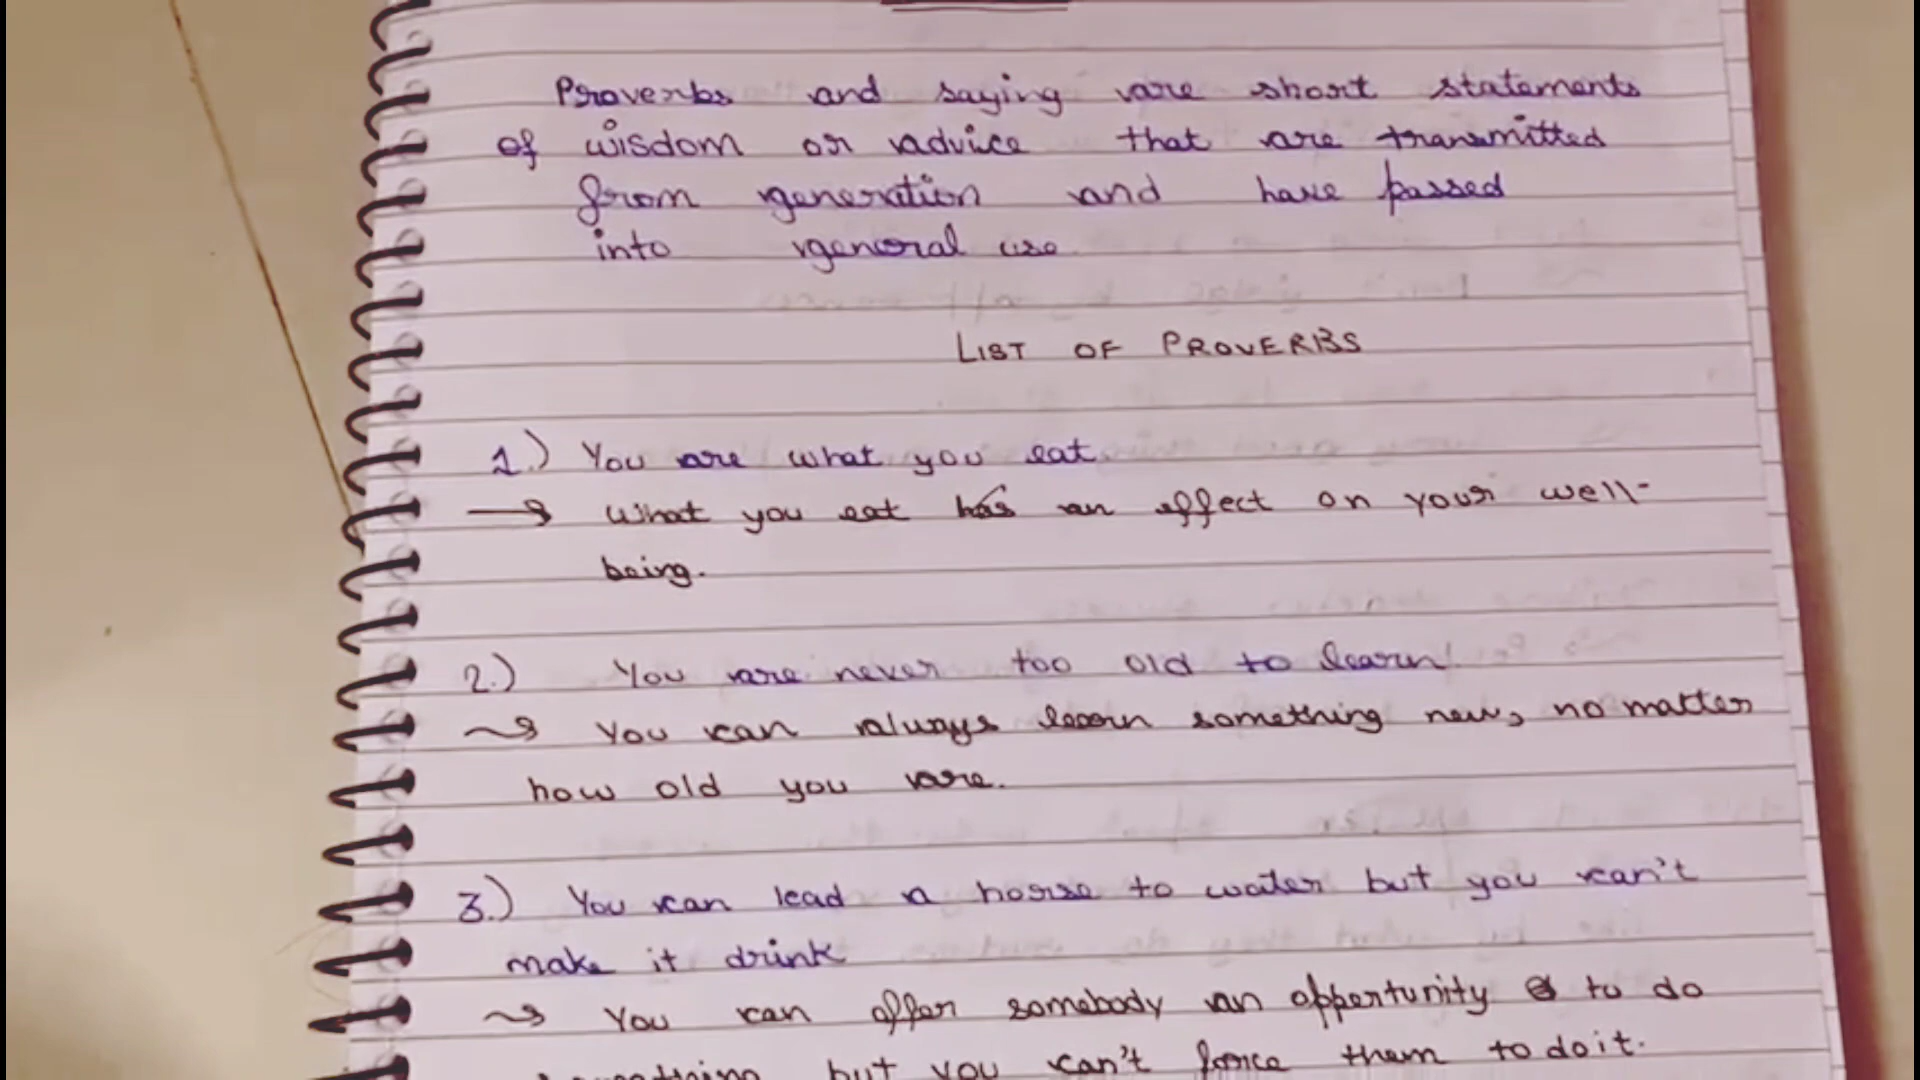 Proverbs and saying are short statements
of wisdom or advice that are transmitted
from generation and have passed
into general use
LIST OF PROVERBS
1.) You are what you eat.
→ What you eat has an effect on your well-
being.
2.) You are never too old to learn!
→ You can always learn something new, no matter
how old you are.
3.) You can lead a horse to water but you can't
make it drink
→ You can offer somebody an oppertunity to do
something but you can't force them to do it.